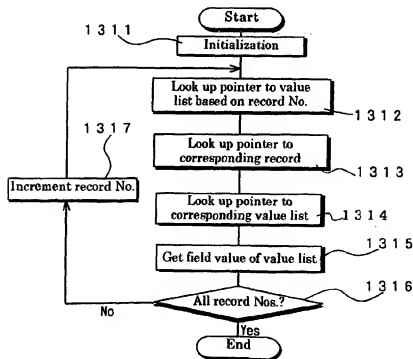 Start
1311
Initialization
Look up pointer to value
list based on record No.
1312
1317
Look up pointer to
corresponding record
1313
Increment record No.
Look up pointer to
corresponding value list
1314
1315
Get field value of value list
1316
All record Nos.?
No
Yes
End